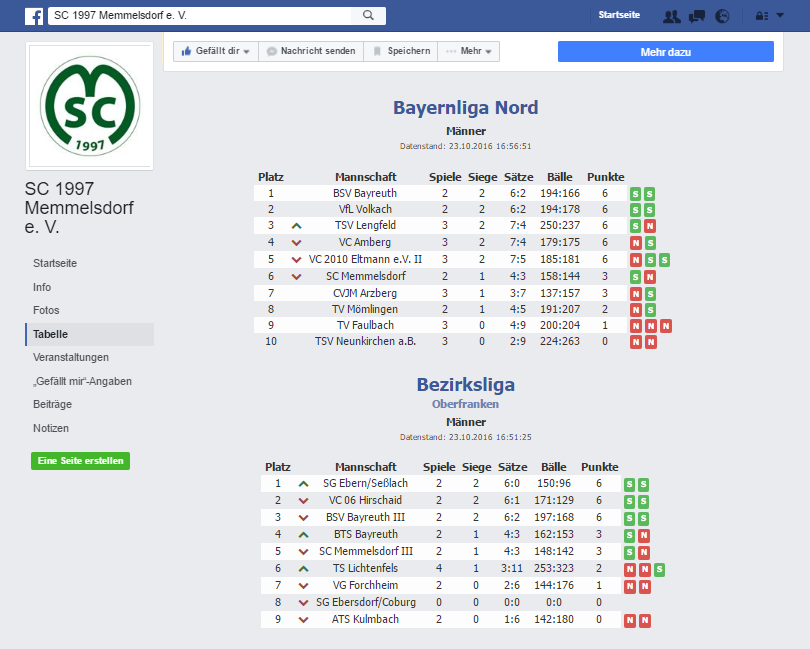 SC 1997 Memmelsdorf e. V.
Startseite
Gefällt dir
Nachricht senden
Speichern
Mehr
Mehr dazu
SC
1997
SC 1997
Memmelsdorf
e. V.
Startseite
Info
Fotos
Tabelle
Veranstaltungen
„Gefällt mir“-Angaben
Beiträge
Notizen
Eine Seite erstellen
Bayernliga Nord
Männer
Datenstand: 23.10.2016 16:56:51
Platz Mannschaft Spiele Siege Sätze Bälle Punkte
1 BSV Bayreuth 2 2 6:2 194:166 6 S S
2 VfL Volkach 2 2 6:2 194:178 6 S S
3 TSV Lengfeld 3 2 7:4 250:237 6 S N
4 VC Amberg 3 2 7:4 179:175 6 N S
5 VC 2010 Eltmann e.V. II 3 2 7:5 185:181 6 N S S
6 SC Memmelsdorf 2 1 4:3 158:144 3 S N
7 CVJM Arzberg 3 1 3:7 137:157 3 N S
8 TV Mömlingen 2 1 4:5 191:207 2 N S
9 TV Faulbach 3 0 4:9 200:204 1 N N N
10 TSV Neunkirchen a.B. 3 0 2:9 224:263 0 N N
Bezirksliga
Oberfranken
Männer
Datenstand: 23.10.2016 16:51:25
Platz Mannschaft Spiele Siege Sätze Bälle Punkte
1 SG Ebern/Seßlach 2 2 6:0 150:96 6 S S
2 VC 06 Hirschaid 2 2 6:1 171:129 6 S S
3 BSV Bayreuth III 2 2 6:2 197:168 6 S S
4 BTS Bayreuth 2 1 4:3 162:153 3 S N
5 SC Memmelsdorf III 2 1 4:3 148:142 3 S N
6 TS Lichtenfels 4 1 3:11 253:323 2 N N S
7 VG Forchheim 2 0 2:6 144:176 1 N N
8 SG Ebersdorf/Coburg 0 0 0:0 0:0 0
9 ATS Kulmbach 2 0 1:6 142:180 0 N N